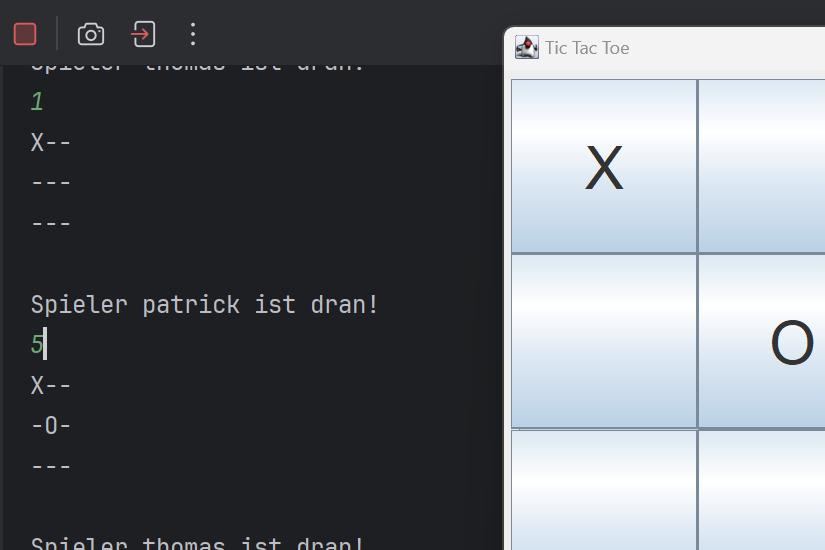 Spieler thomas ist dran!
1
X--
---
---
Spieler patrick ist dran!
5
X--
-O-
---
Spieler thomas ist dran!
Tic Tac Toe
X
O